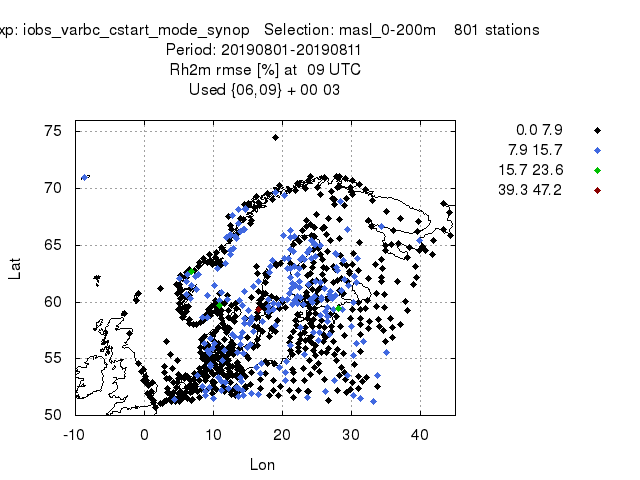 xp: iobs_varbc_cstart_mode_synop Selection: masl_0-200m 801 stations
Period: 20190801-20190811
Rh2m rmse [%] at 09 UTC
Used {06,09} + 00 03
0.0 7.9
7.9 15.7
15.7 23.6
39.3 47.2
75
70
65
60
55
50
Lat
-10 0 10 20 30 40
Lon